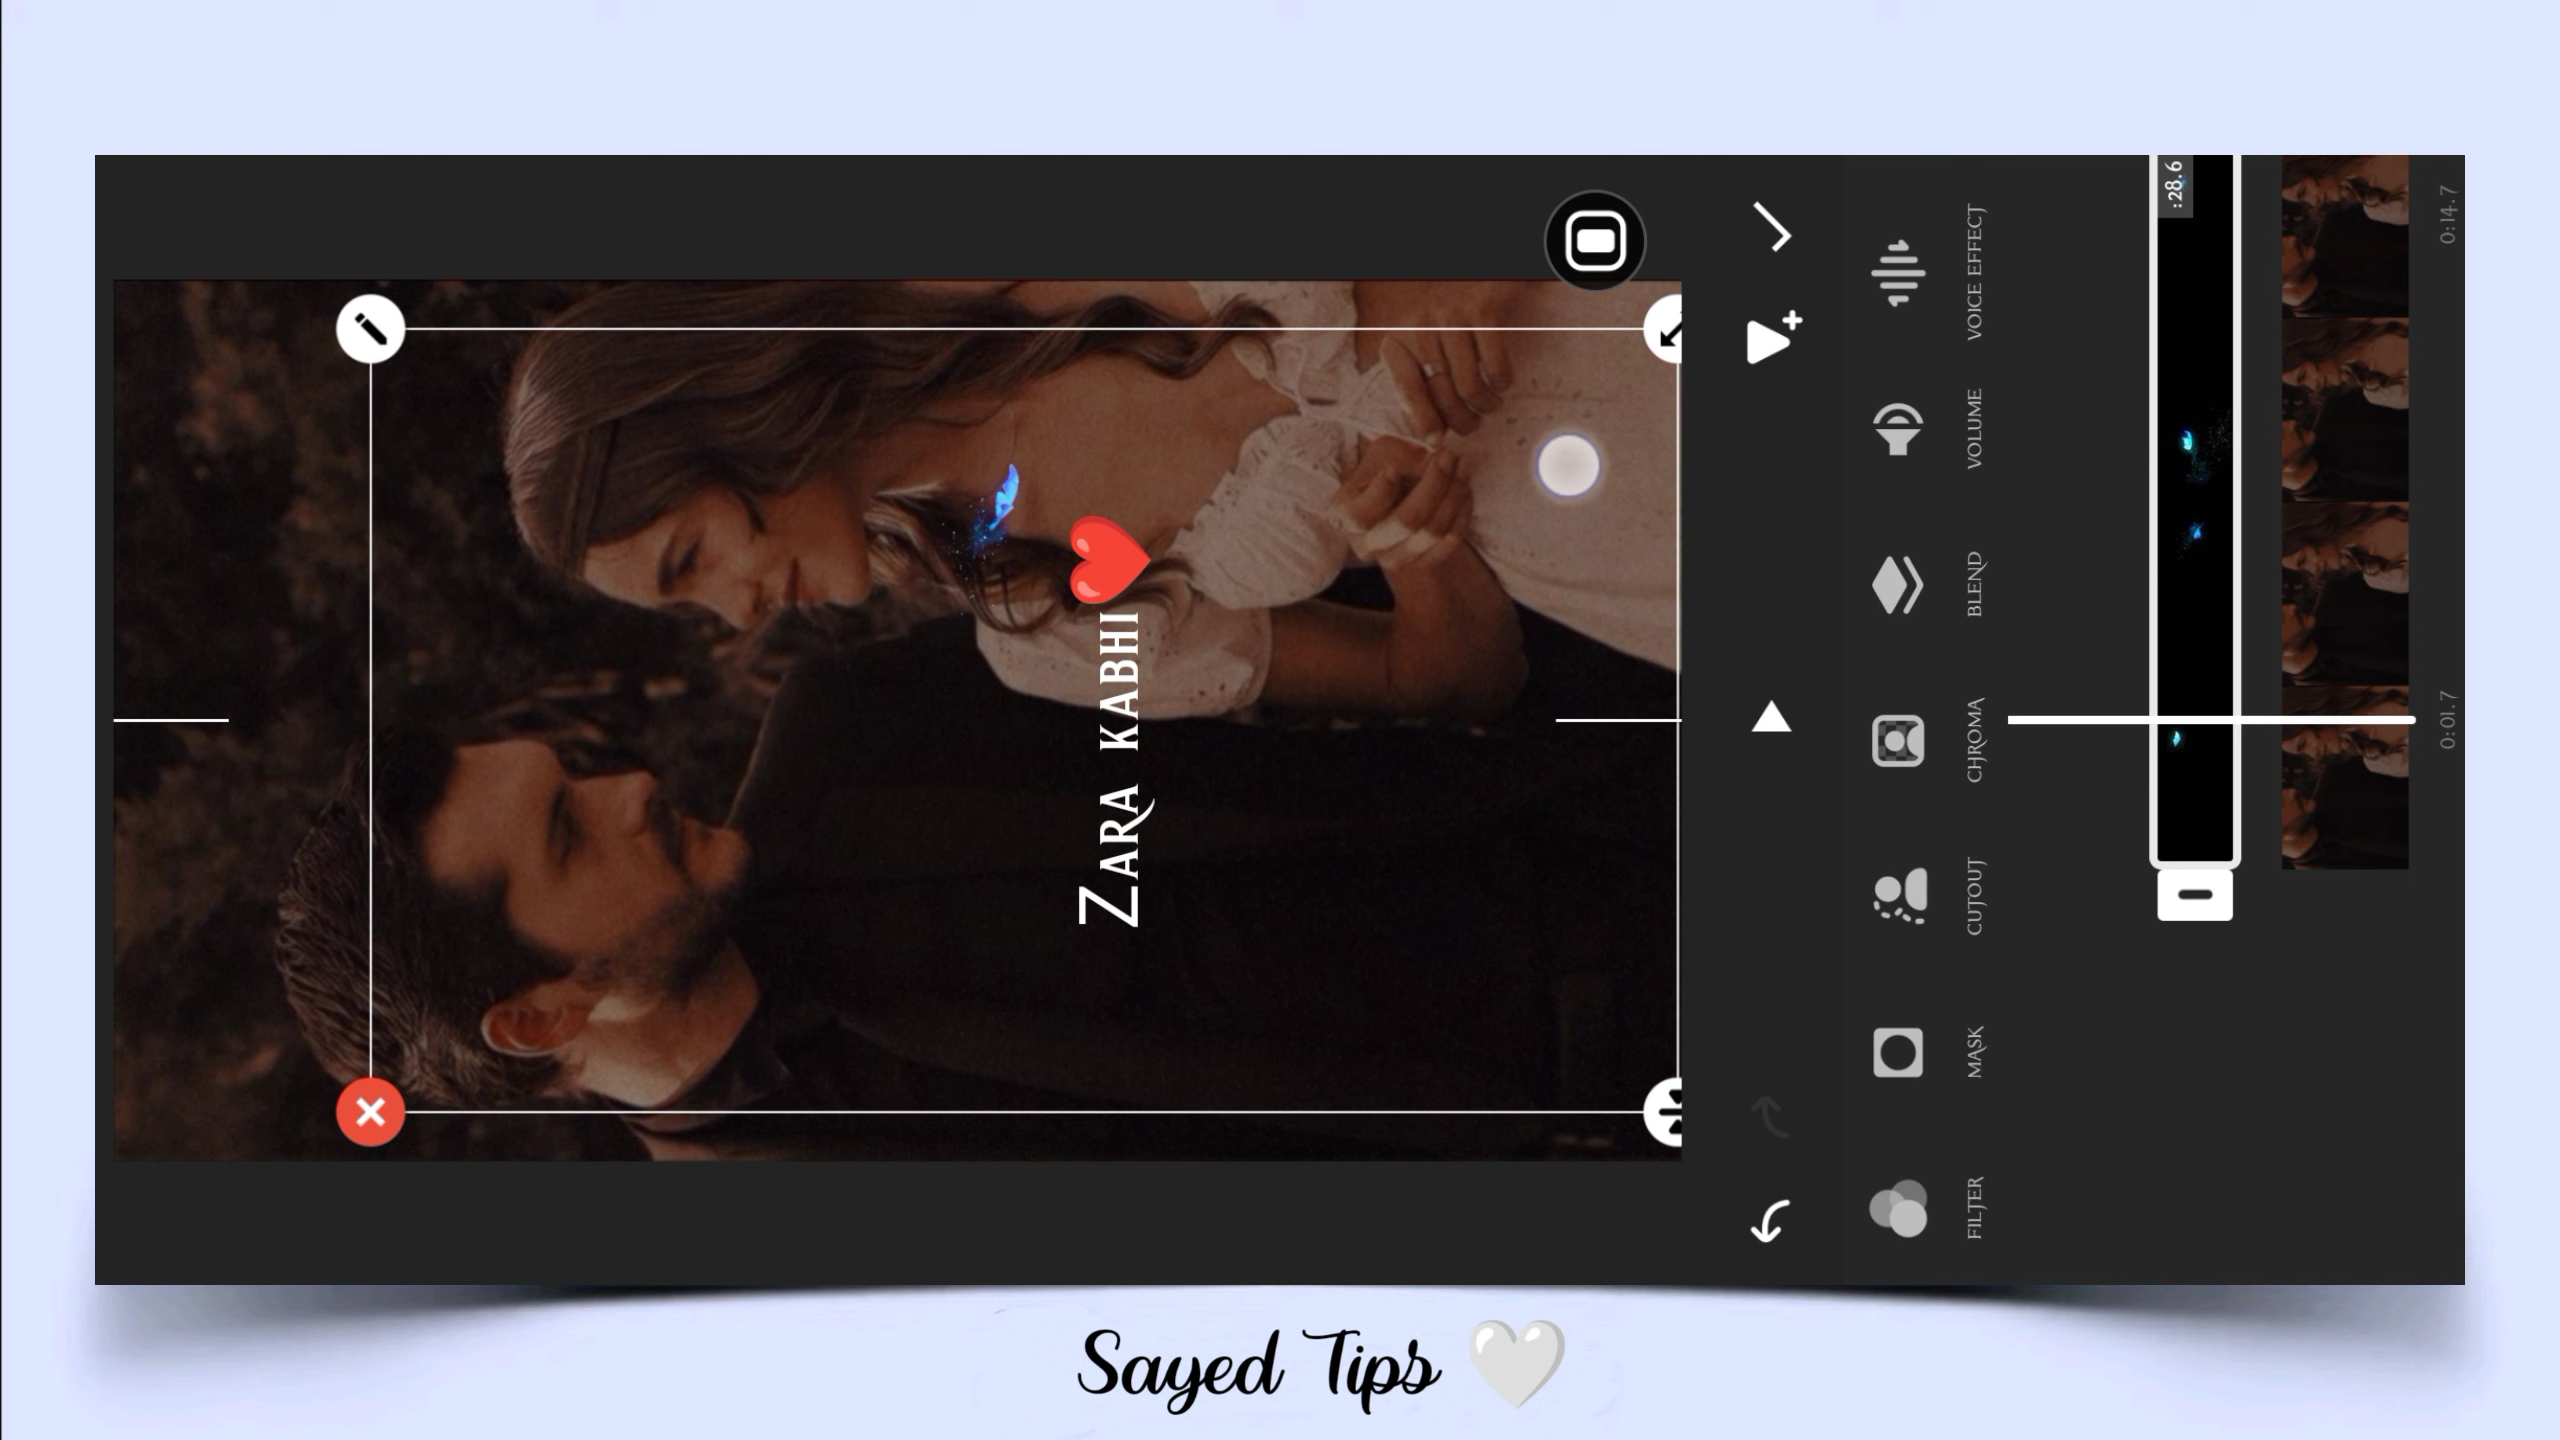 Zara kabhi ❤️
:28.6
VOICE EFFECT
VOLUME
BLEND
CHROMA
CUTOUT
MASK
FILTER
0:14.7
0:01.7
Sayed Tips 🤍